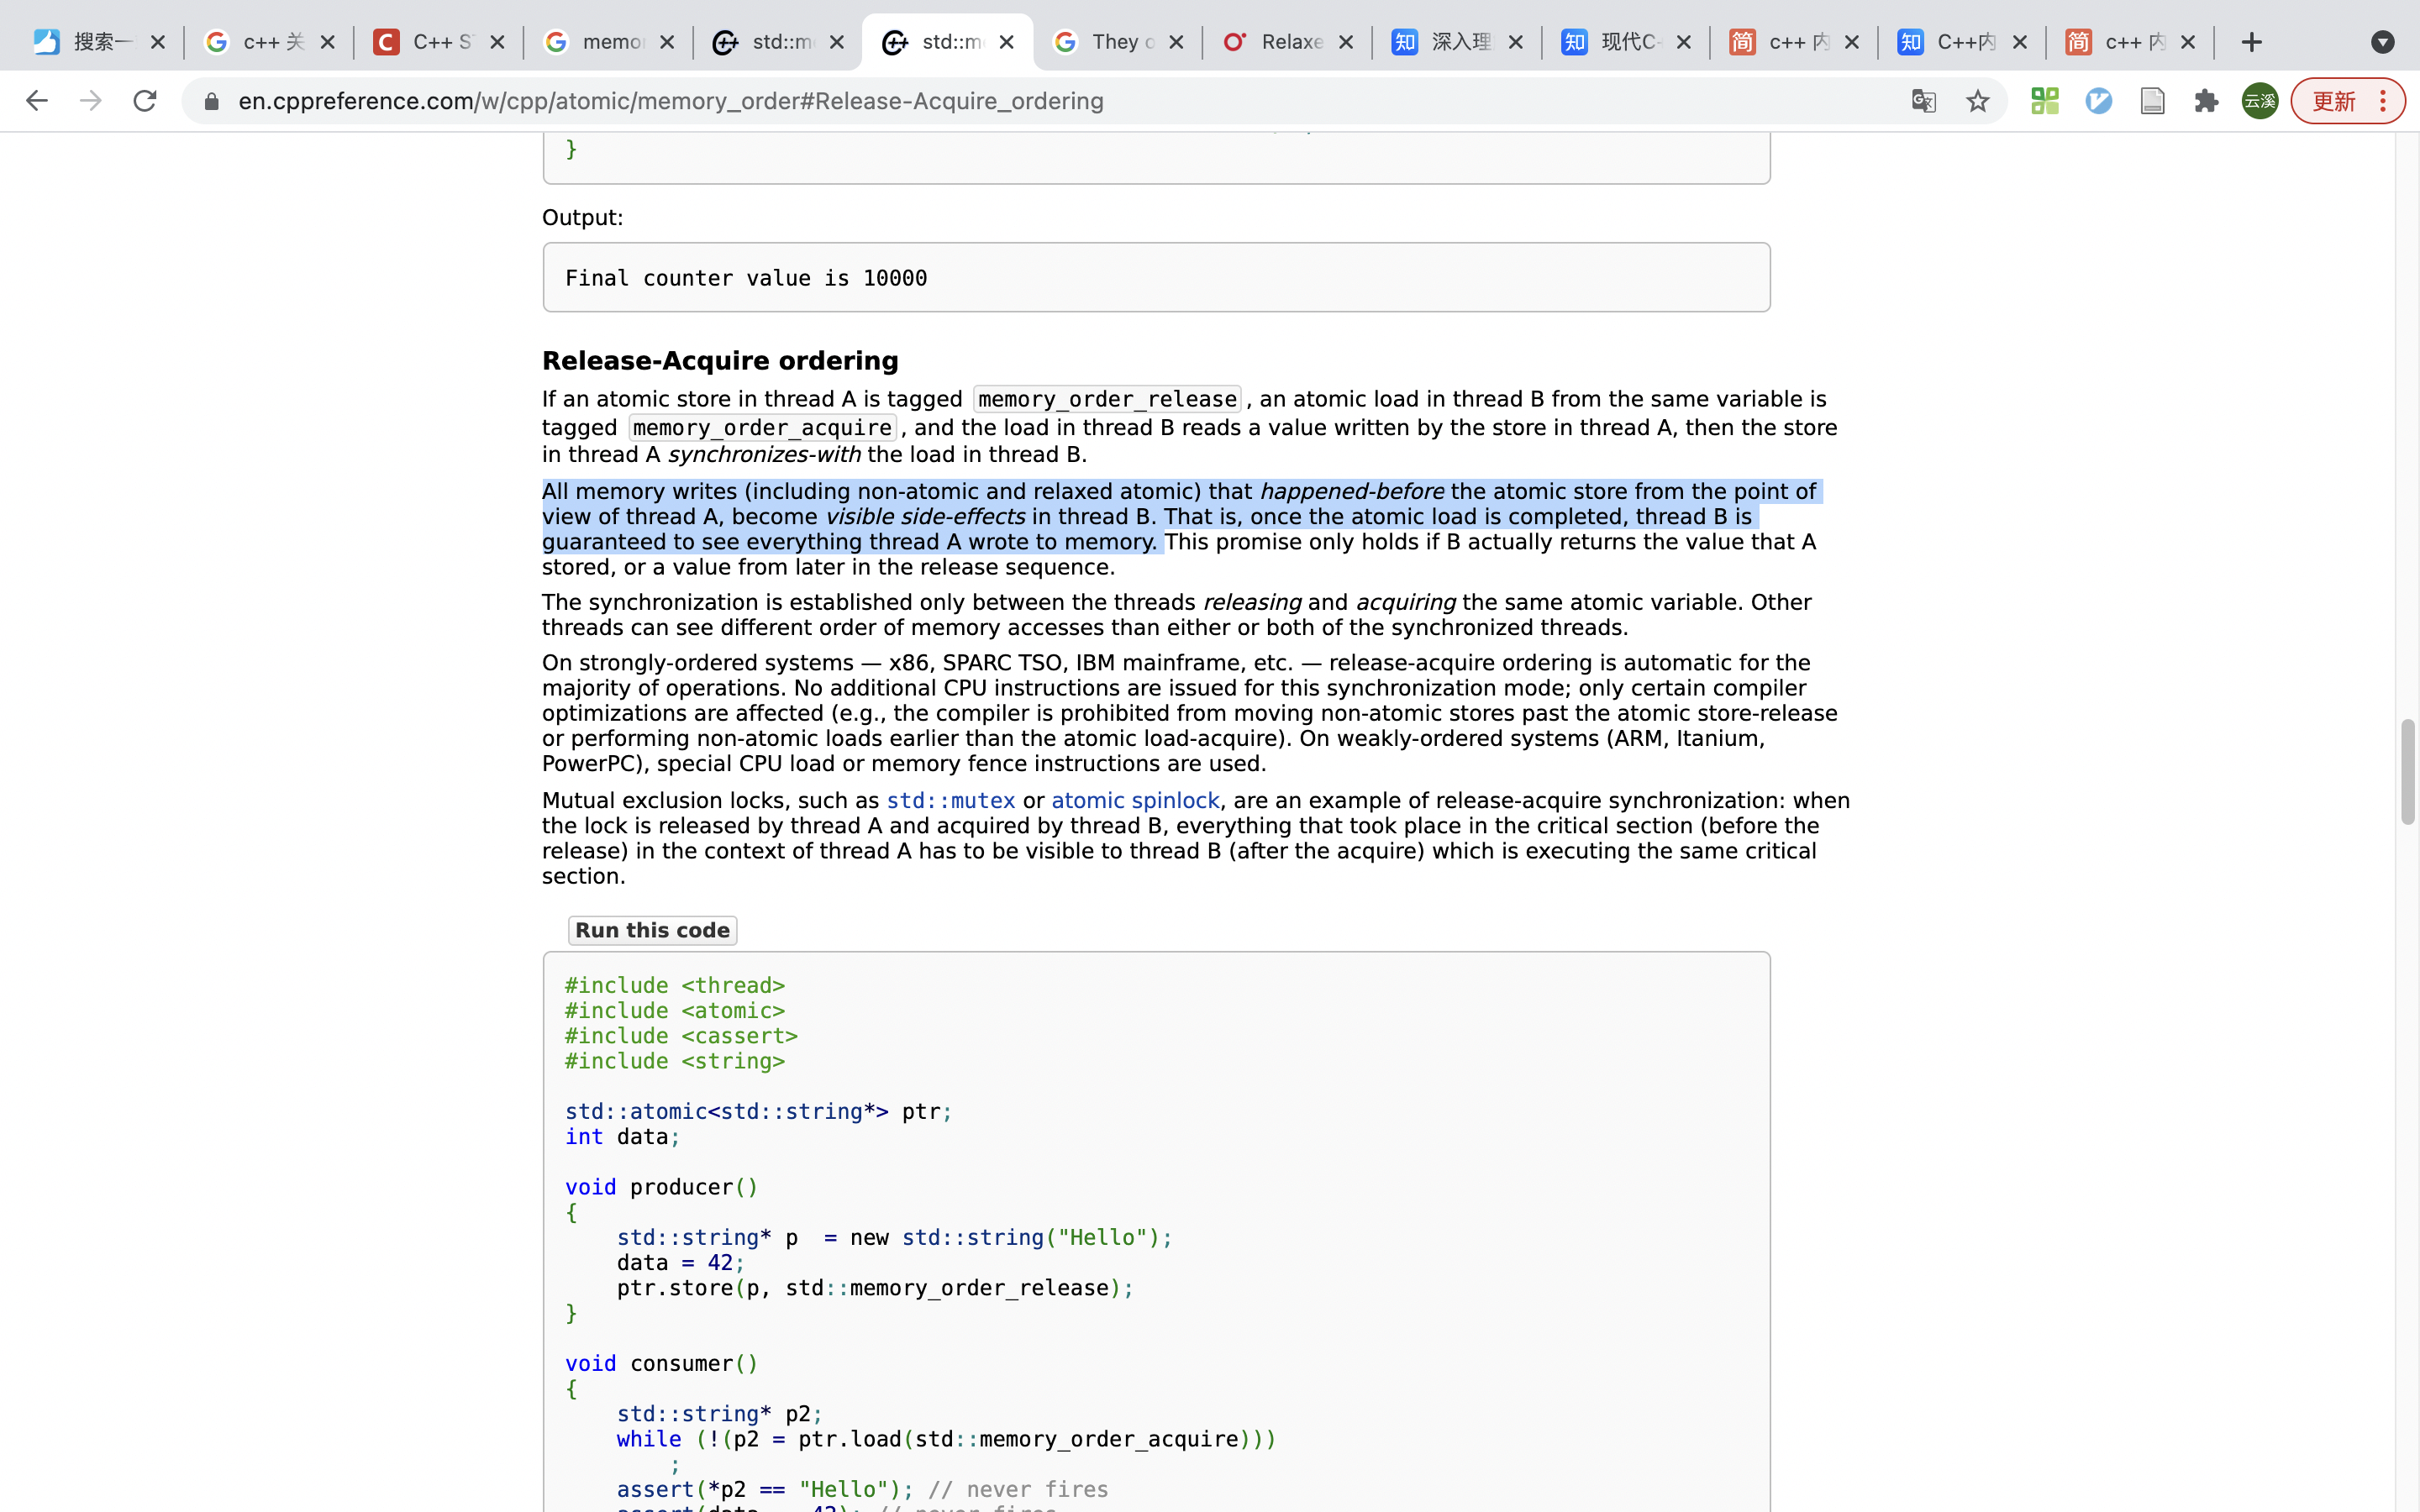 搜索一
c++ 关
C++ S
memo
std::m
std::m
They o
Relaxe
深入理
现代C-
c++ 内
C++内
c++ 内
en.cppreference.com/w/cpp/atomic/memory_order#Release-Acquire_ordering
云溪
更新
}
Output:
Final counter value is 10000
Release-Acquire ordering
If an atomic store in thread A is tagged memory_order_release, an atomic load in thread B from the same variable is
tagged memory_order_acquire, and the load in thread B reads a value written by the store in thread A, then the store
in thread A synchronizes-with the load in thread B.
All memory writes (including non-atomic and relaxed atomic) that happened-before the atomic store from the point of
view of thread A, become visible side-effects in thread B. That is, once the atomic load is completed, thread B is
guaranteed to see everything thread A wrote to memory. This promise only holds if B actually returns the value that A
stored, or a value from later in the release sequence.
The synchronization is established only between the threads releasing and acquiring the same atomic variable. Other
threads can see different order of memory accesses than either or both of the synchronized threads.
On strongly-ordered systems — x86, SPARC TSO, IBM mainframe, etc. — release-acquire ordering is automatic for the
majority of operations. No additional CPU instructions are issued for this synchronization mode; only certain compiler
optimizations are affected (e.g., the compiler is prohibited from moving non-atomic stores past the atomic store-release
or performing non-atomic loads earlier than the atomic load-acquire). On weakly-ordered systems (ARM, Itanium,
PowerPC), special CPU load or memory fence instructions are used.
Mutual exclusion locks, such as std::mutex or atomic spinlock, are an example of release-acquire synchronization: when
the lock is released by thread A and acquired by thread B, everything that took place in the critical section (before the
release) in the context of thread A has to be visible to thread B (after the acquire) which is executing the same critical
section.
Run this code
#include <thread>
#include <atomic>
#include <cassert>
#include <string>
std::atomic<std::string*> ptr;
int data;
void producer()
{
    std::string* p  = new std::string("Hello");
    data = 42;
    ptr.store(p, std::memory_order_release);
}
void consumer()
{
    std::string* p2;
    while (!(p2 = ptr.load(std::memory_order_acquire)))
        ;
    assert(*p2 == "Hello"); // never fires
    assert(data == 42); // never fires